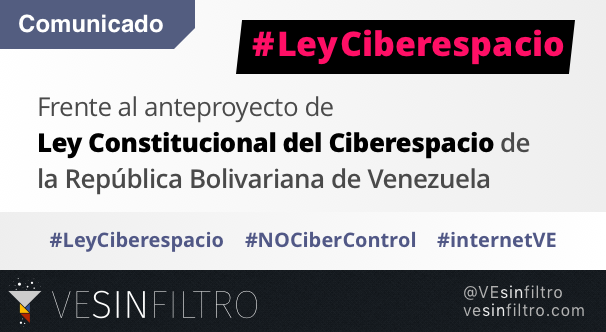 Comunicado
#LeyCiberespacio
Frente al anteproyecto de
Ley Constitucional del Ciberespacio de
la República Bolivariana de Venezuela
#LeyCiberespacio #NOCiberControl #internetVE
VESINFILTRO
@VEsinfiltro
vesinfiltro.com